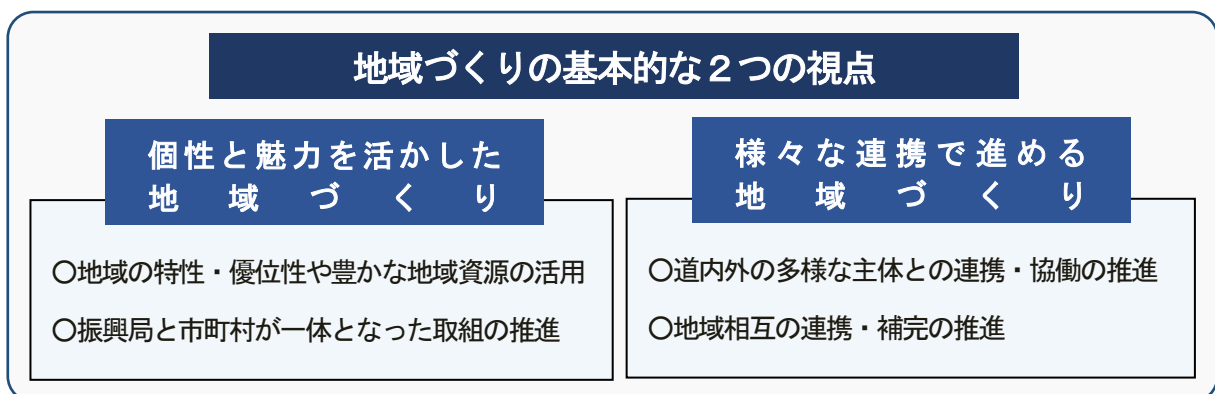 地域づくりの基本的な２つの視点
個性と魅力を活かした
地域づくり
〇地域の特性・優位性や豊かな地域資源の活用
〇振興局と市町村が一体となった取組の推進
様々な連携で進める
地域づくり
〇道内外の多様な主体との連携・協働の推進
〇地域相互の連携・補完の推進